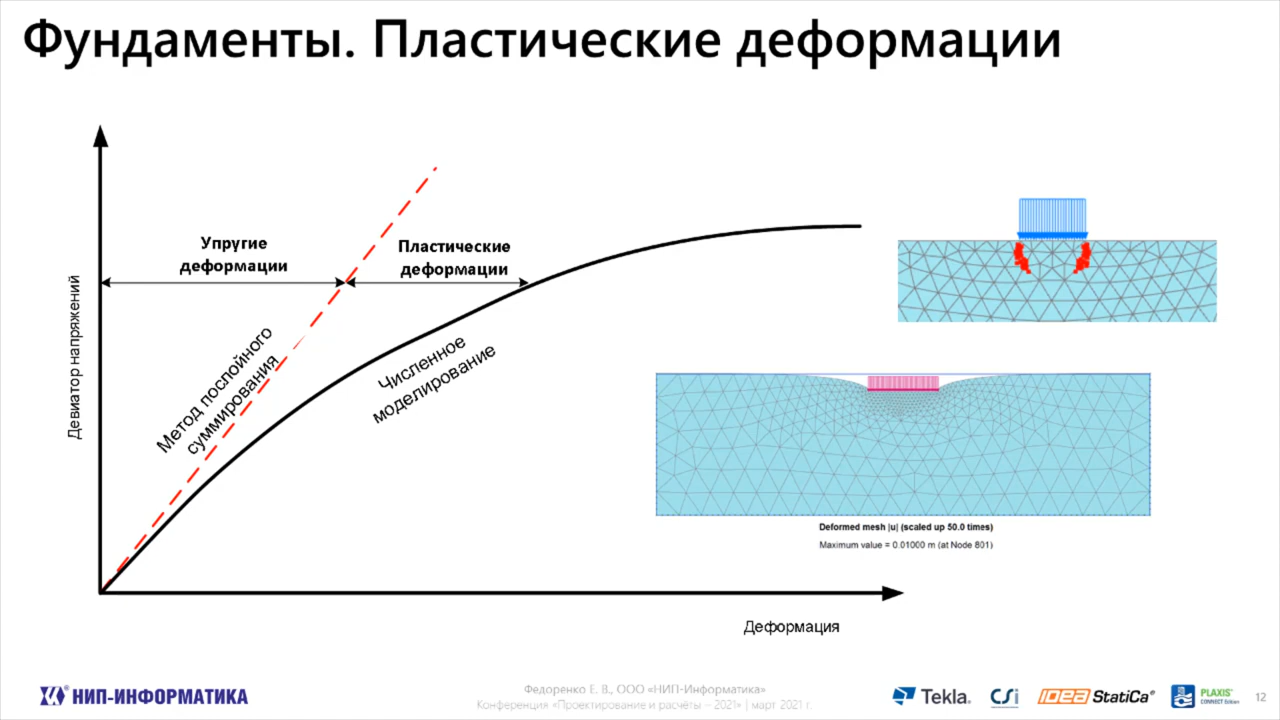 Фундаменты. Пластические деформации
Упругие
деформации
Пластические
деформации
Девиатор напряжений
Метод послойного
суммирования
Численное
моделирование
Deformed mesh |u| (scaled up 50.0 times)
Maximum value = 0.01000 m (at Node 801)
Деформация
НИП-ИНФОРМАТИКА
Федоренко Е. В., ООО «НИП-Информатика»
Конференция «Проектирование и расчёты – 2021» | март 2021 г.
Tekla
CSi
IDEA StatiCa®
PLAXIS®
CONNECT Edition
12